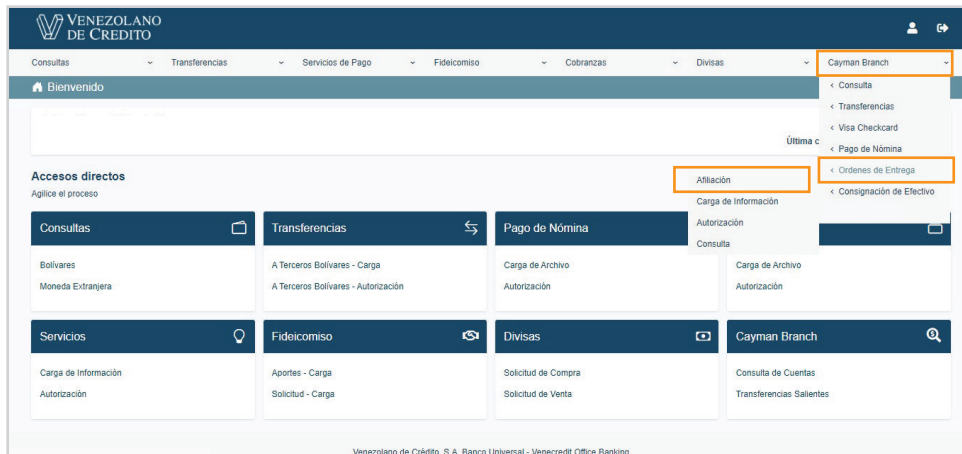 VENEZOLANO
DE CREDITO
Consultas Transferencias Servicios de Pago Fideicomiso Cobranzas Divisas Cayman Branch
Bienvenido
‹ Consulta
‹ Transferencias
‹ Visa Checkcard
‹ Pago de Nómina
‹ Ordenes de Entrega
‹ Consignación de Efectivo
Última c
Afiliación
Carga de Información
Autorización
Consulta
Accesos directos
Agilice el proceso
Consultas
Bolívares
Moneda Extranjera
Transferencias
A Terceros Bolívares - Carga
A Terceros Bolívares - Autorización
Pago de Nómina
Carga de Archivo
Autorización
Carga de Archivo
Autorización
Servicios
Carga de Información
Autorización
Fideicomiso
Aportes - Carga
Solicitud - Carga
Divisas
Solicitud de Compra
Solicitud de Venta
Cayman Branch
Consulta de Cuentas
Transferencias Salientes
Venezolano de Crédito, S.A. Banco Universal - Venecredit Office Banking